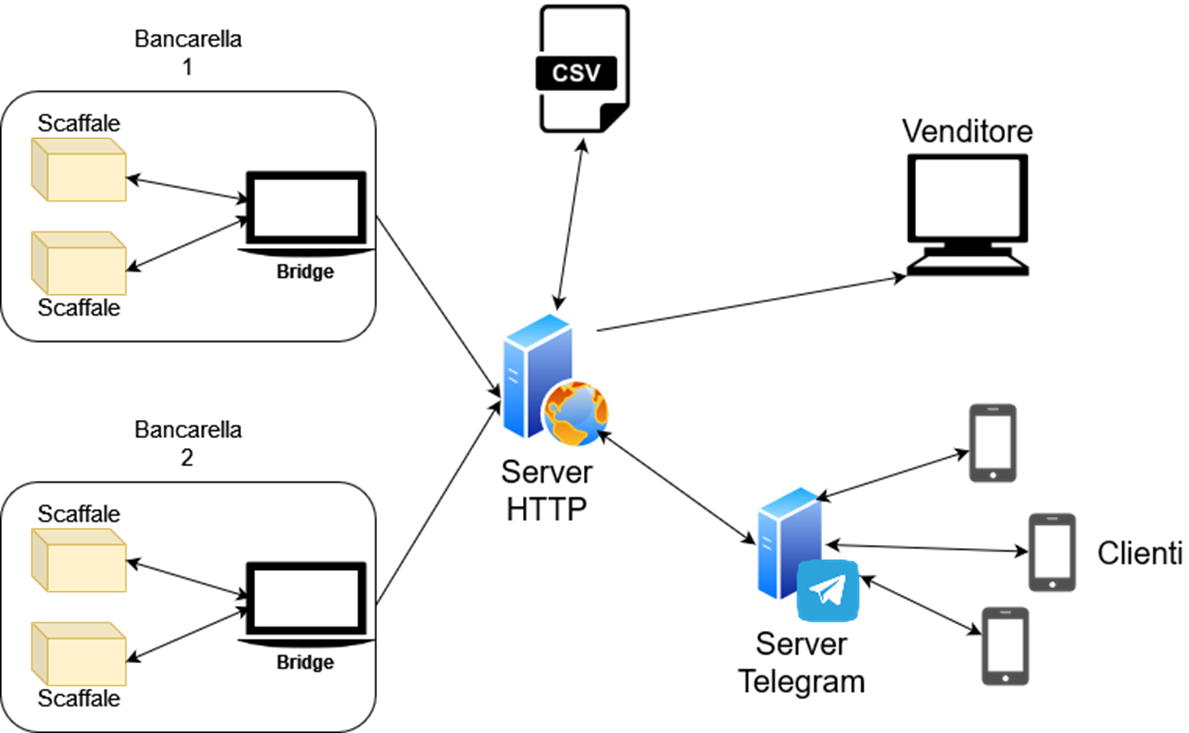 Bancarella
1
Scaffale
Bridge
Scaffale
CSV
Venditore
Server
HTTP
Bancarella
2
Scaffale
Bridge
Scaffale
Clienti
Server
Telegram